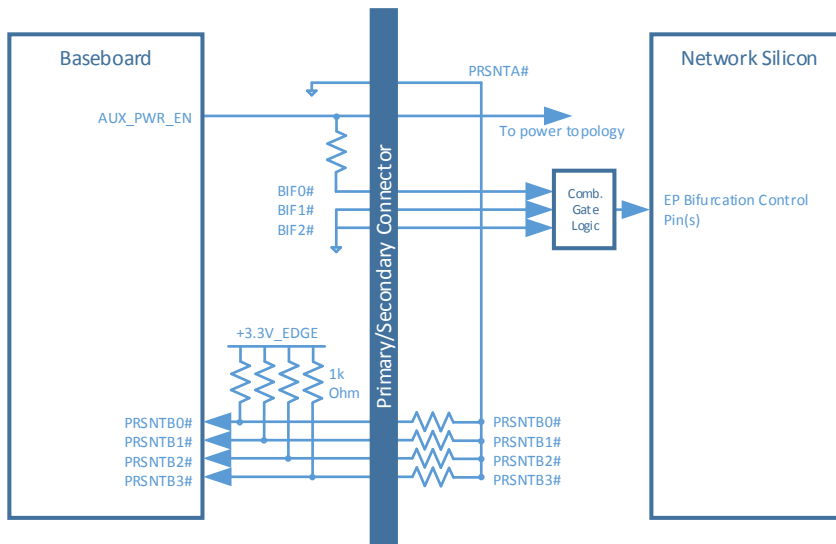 Baseboard
PRSNTA#
Network Silicon
AUX_PWR_EN
To power topology
BIF0#
BIF1#
BIF2#
Comb.
Gate
Logic
EP Bifurcation Control
Pin(s)
Primary/Secondary Connector
+3.3V_EDGE
1k
Ohm
PRSNTB0#
PRSNTB1#
PRSNTB2#
PRSNTB3#
PRSNTB0#
PRSNTB1#
PRSNTB2#
PRSNTB3#